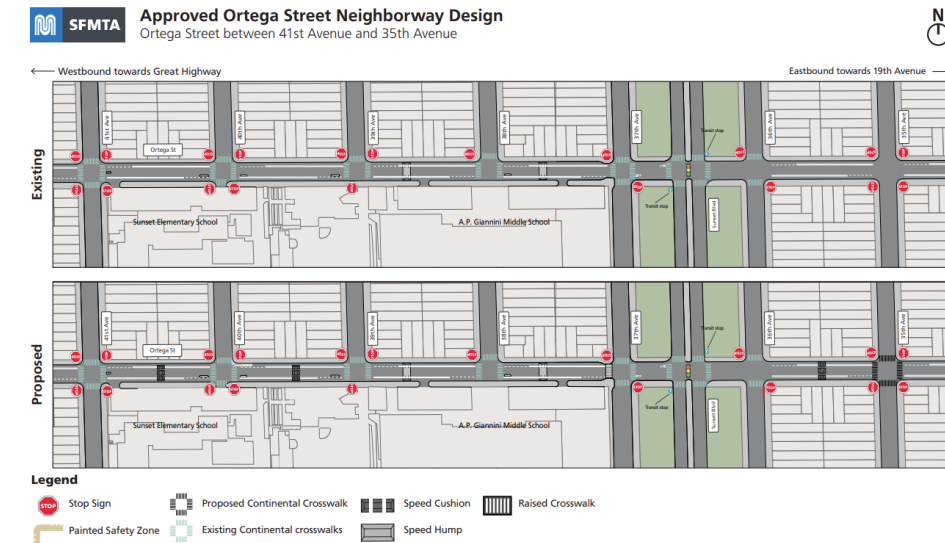 SFMTA
Approved Ortega Street Neighborway Design
Ortega Street between 41st Avenue and 35th Avenue
N
Westbound towards Great Highway
Eastbound towards 19th Avenue
Existing
41st Ave
Ortega St
40th Ave
39th Ave
38th Ave
37th Ave
Transit stop
36th Ave
35th Ave
Sunset Elementary School
A.P. Giannini Middle School
Transit stop
Sunset Blvd
Proposed
41st Ave
Ortega St
40th Ave
39th Ave
38th Ave
37th Ave
Transit stop
36th Ave
35th Ave
Sunset Elementary School
A.P. Giannini Middle School
Transit stop
Sunset Blvd
Legend
STOP
Stop Sign
Proposed Continental Crosswalk
Speed Cushion
Raised Crosswalk
Painted Safety Zone
Existing Continental crosswalks
Speed Hump